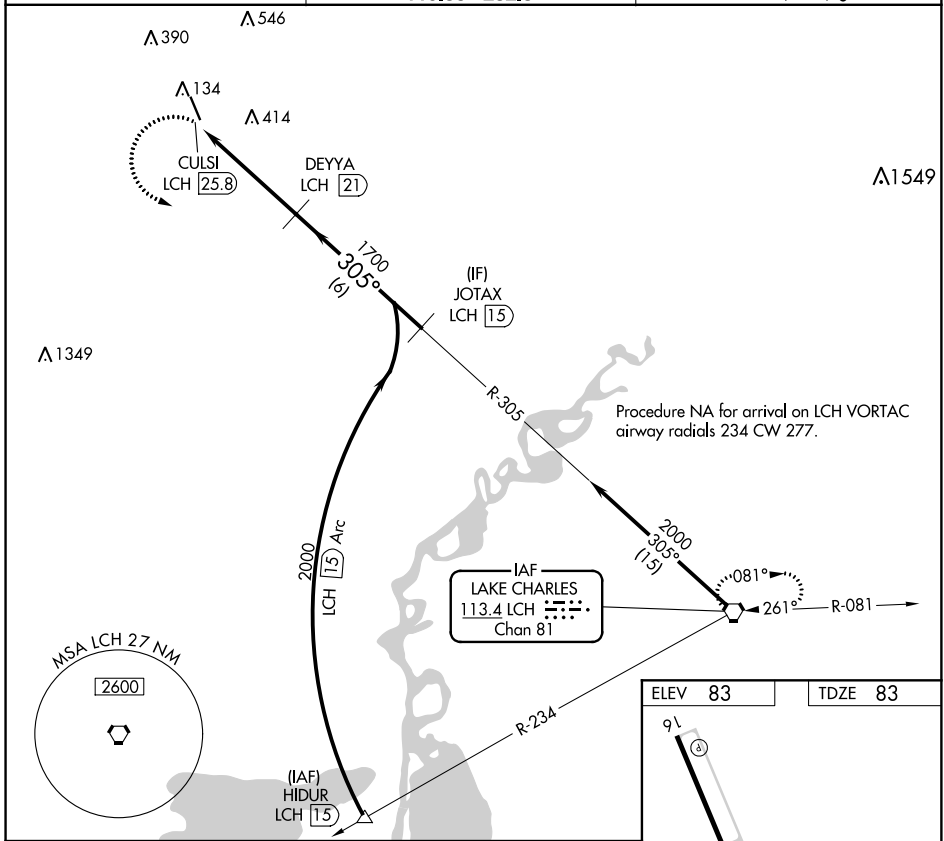 546
390
134
414
1549
CULSI
LCH 25.8
DEYYA
LCH 21
1700
305°
(6)
(IF)
JOTAX
LCH 15
1349
R-305
Procedure NA for arrival on LCH VORTAC
airway radials 234 CW 277.
2000
LCH 15 Arc
2000
305°
(15)
IAF
LAKE CHARLES
113.4 LCH
Chan 81
081°
261°
R-081
MSA LCH 27 NM
2600
R-234
(IAF)
HIDUR
LCH 15
ELEV 83
TDZE 83
16
P